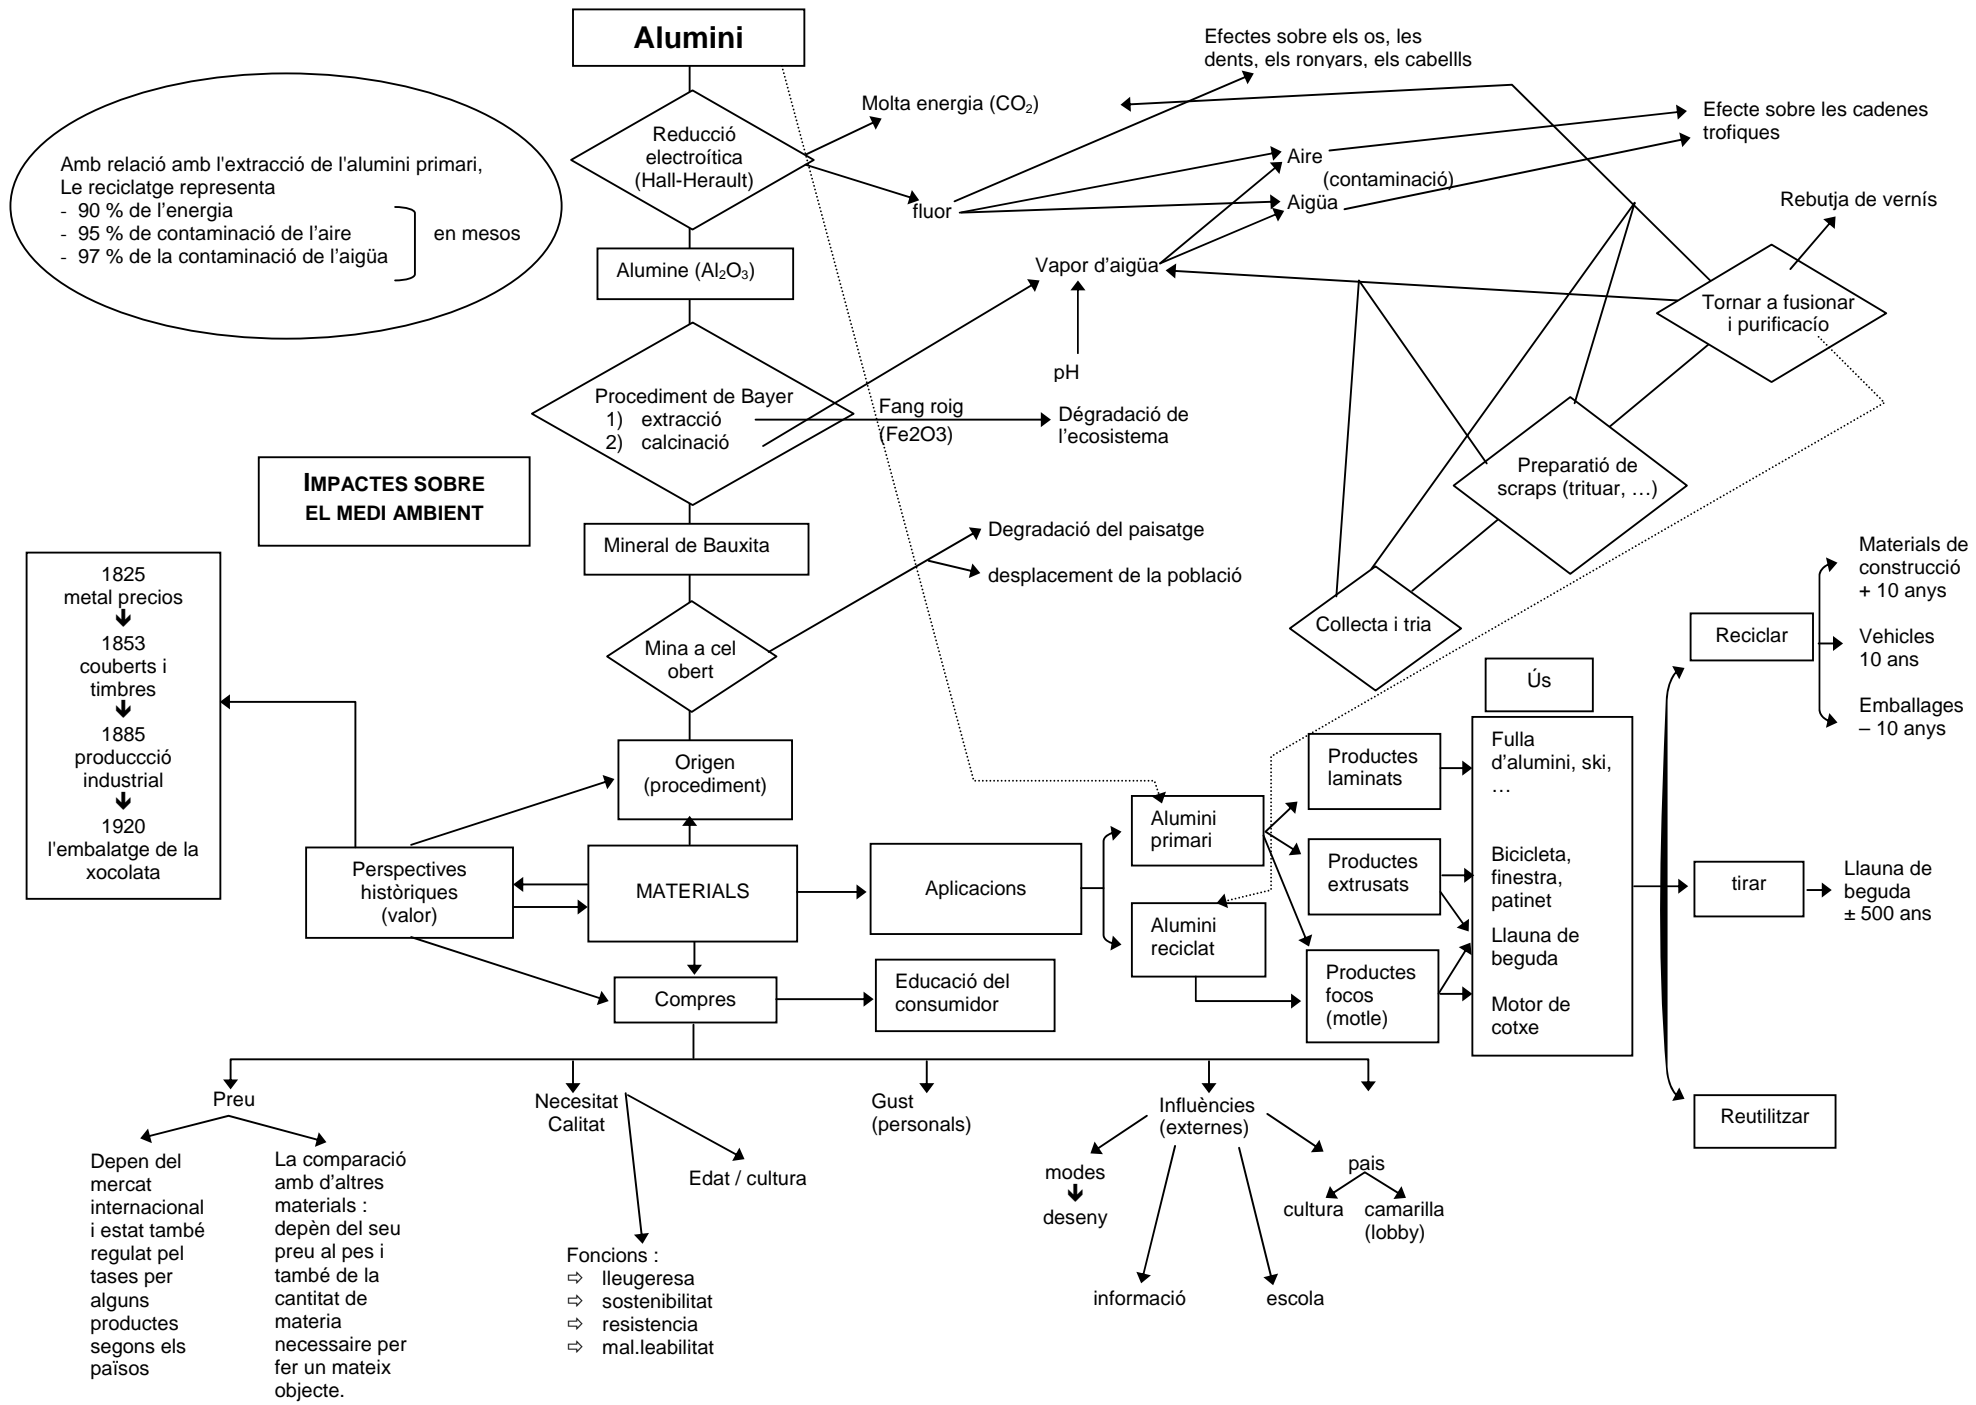 Alumini
Efectes sobre els os, les
dents, els ronyars, els cabellls
Molta energia (CO₂)
Efecte sobre les cadenes
trofiques
Reducció
electroítica
(Hall-Herault)
Aire
(contaminació)
Aigüa
fluor
Rebutja de vernís
Amb relació amb l'extracció de l'alumini primari,
Le reciclatge representa
- 90 % de l'energia
- 95 % de contaminació de l'aire
- 97 % de la contaminació de l'aigüa
en mesos
Alumine (Al₂O₃)
Vapor d'aigüa
Tornar a fusionar
i purificacío
pH
Procediment de Bayer
1) extracció
2) calcinació
Fang roig
(Fe2O3)
Dégradació de
l'ecosistema
Preparatió de
scraps (trituar, …)
IMPACTES SOBRE
EL MEDI AMBIENT
Mineral de Bauxita
Degradació del paisatge
desplacement de la població
Collecta i tria
Mina a cel
obert
1825
metal precios
1853
couberts i
timbres
1885
produccció
industrial
1920
l'embalatge de la
xocolata
Origen
(procediment)
Perspectives
històriques
(valor)
MATERIALS
Aplicacions
Alumini
primari
Alumini
reciclat
Productes
laminats
Productes
extrusats
Productes
focos
(motle)
Ús
Fulla
d'alumini, ski,
…
Bicicleta,
finestra,
patinet
Llauna de
beguda
Motor de
cotxe
Reciclar
Materials de
construcció
+ 10 anys
Vehicles
10 ans
Emballages
– 10 anys
tirar
Llauna de
beguda
± 500 ans
Reutilitzar
Compres
Educació del
consumidor
Preu
Depen del
mercat
internacional
i estat també
regulat pel
tases per
alguns
productes
segons els
països
La comparació
amb d'altres
materials :
depèn del seu
preu al pes i
també de la
cantitat de
materia
necessaire per
fer un mateix
objecte.
Necesitat
Calitat
Edat / cultura
Foncions :
⇨ lleugeresa
⇨ sostenibilitat
⇨ resistencia
⇨ mal.leabilitat
Gust
(personals)
Influències
(externes)
modes
deseny
informació
escola
pais
cultura
camarilla
(lobby)